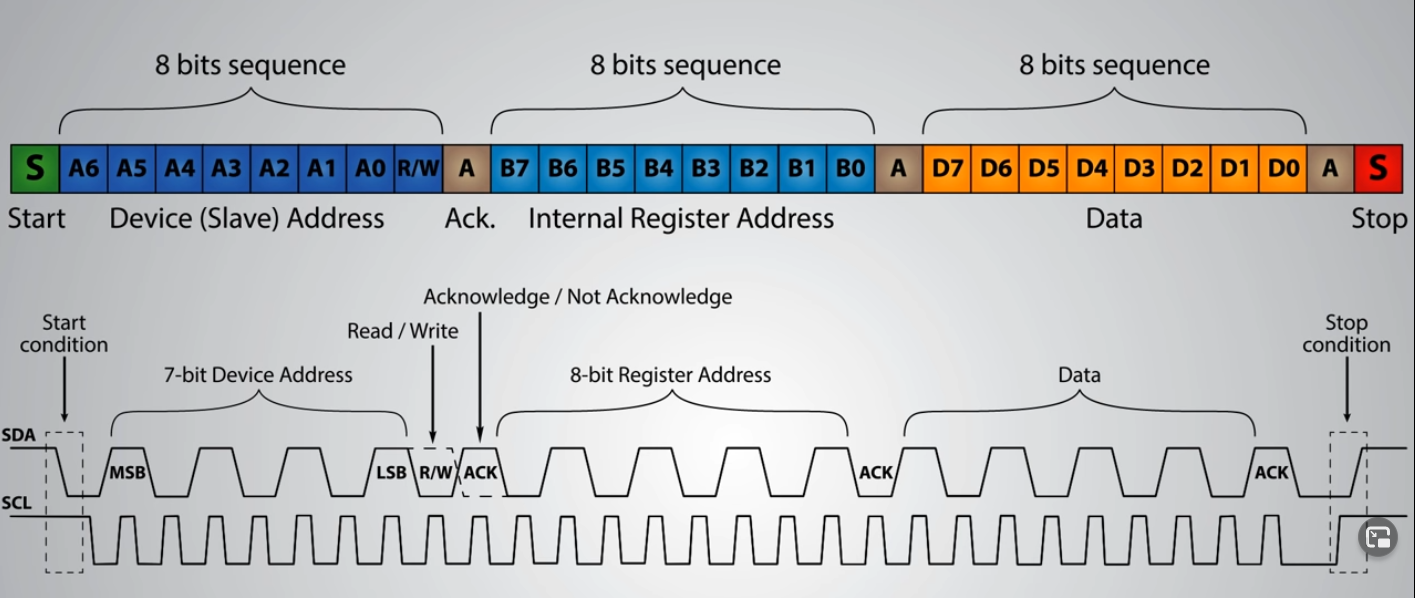 8 bits sequence 8 bits sequence 8 bits sequence
S A6 A5 A4 A3 A2 A1 A0 R/W A B7 B6 B5 B4 B3 B2 B1 B0 A D7 D6 D5 D4 D3 D2 D1 D0 A S
Start Device (Slave) Address Ack. Internal Register Address Data Stop
Acknowledge / Not Acknowledge
Start
condition
Read / Write
Stop
condition
7-bit Device Address 8-bit Register Address Data
SDA
MSB LSB R/W ACK ACK ACK
SCL